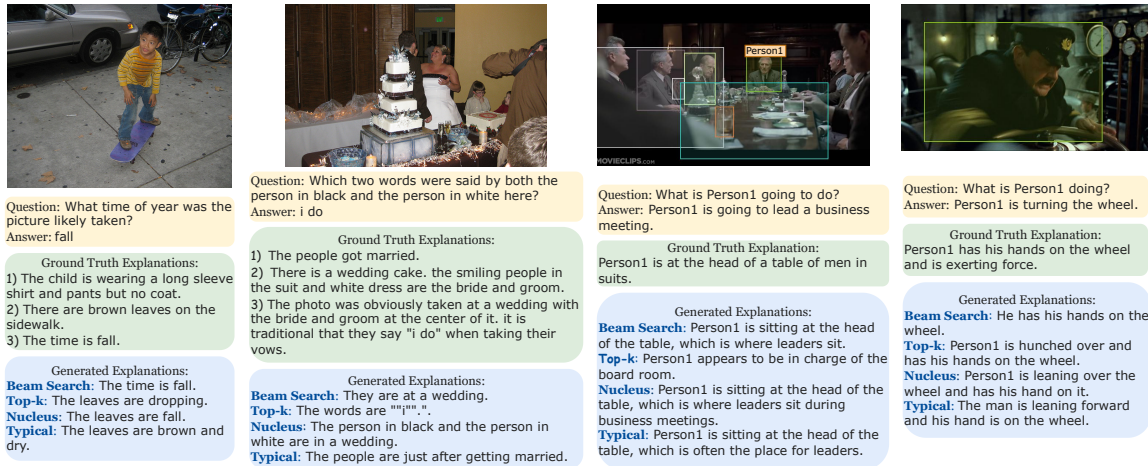 Question: What time of year was the
picture likely taken?
Answer: fall
Ground Truth Explanations:
1) The child is wearing a long sleeve
shirt and pants but no coat.
2) There are brown leaves on the
sidewalk.
3) The time is fall.
Generated Explanations:
Beam Search: The time is fall.
Top-k: The leaves are dropping.
Nucleus: The leaves are fall.
Typical: The leaves are brown and
dry.
Question: Which two words were said by both the
person in black and the person in white here?
Answer: i do
Ground Truth Explanations:
1) The people got married.
2) There is a wedding cake. the smiling people in
the suit and white dress are the bride and groom.
3) The photo was obviously taken at a wedding with
the bride and groom at the center of it. it is
traditional that they say "i do" when taking their
vows.
Generated Explanations:
Beam Search: They are at a wedding.
Top-k: The words are ""i"".".
Nucleus: The person in black and the person in
white are in a wedding.
Typical: The people are just after getting married.
Person1
MOVIECLIPS.COM
Question: What is Person1 going to do?
Answer: Person1 is going to lead a business
meeting.
Ground Truth Explanations:
Person1 is at the head of a table of men in
suits.
Generated Explanations:
Beam Search: Person1 is sitting at the head
of the table, which is where leaders sit.
Top-k: Person1 appears to be in charge of the
board room.
Nucleus: Person1 is sitting at the head of the
table, which is where leaders sit during
business meetings.
Typical: Person1 is sitting at the head of the
table, which is often the place for leaders.
Question: What is Person1 doing?
Answer: Person1 is turning the wheel.
Ground Truth Explanation:
Person1 has his hands on the wheel
and is exerting force.
Generated Explanations:
Beam Search: He has his hands on the
wheel.
Top-k: Person1 is hunched over and
has his hands on the wheel.
Nucleus: Person1 is leaning over the
wheel and has his hand on it.
Typical: The man is leaning forward
and his hand is on the wheel.